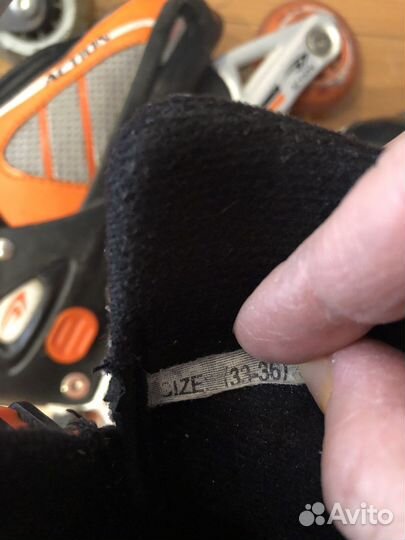 ACTION
SIZE (33-36)
Avito